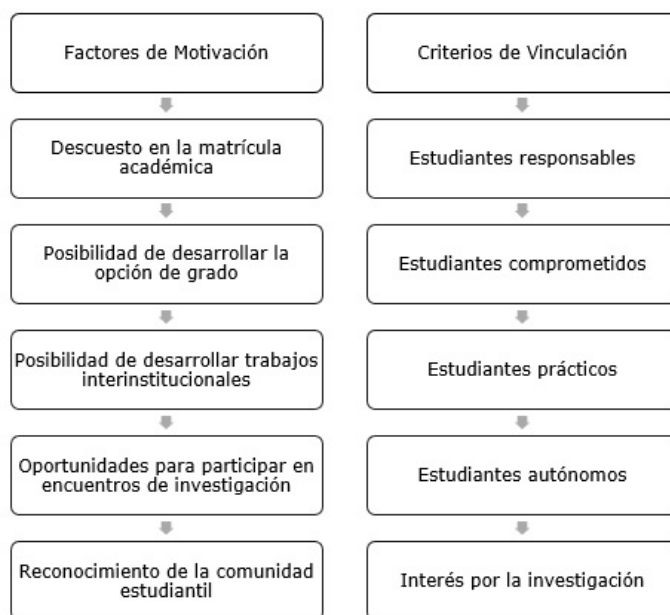 Factores de Motivación
Descuesto en la matrícula
académica
Posibilidad de desarrollar la
opción de grado
Posibilidad de desarrollar trabajos
interinstitucionales
Oportunidades para participar en
encuentros de investigación
Reconocimiento de la comunidad
estudiantil
Criterios de Vinculación
Estudiantes responsables
Estudiantes comprometidos
Estudiantes prácticos
Estudiantes autónomos
Interés por la investigación